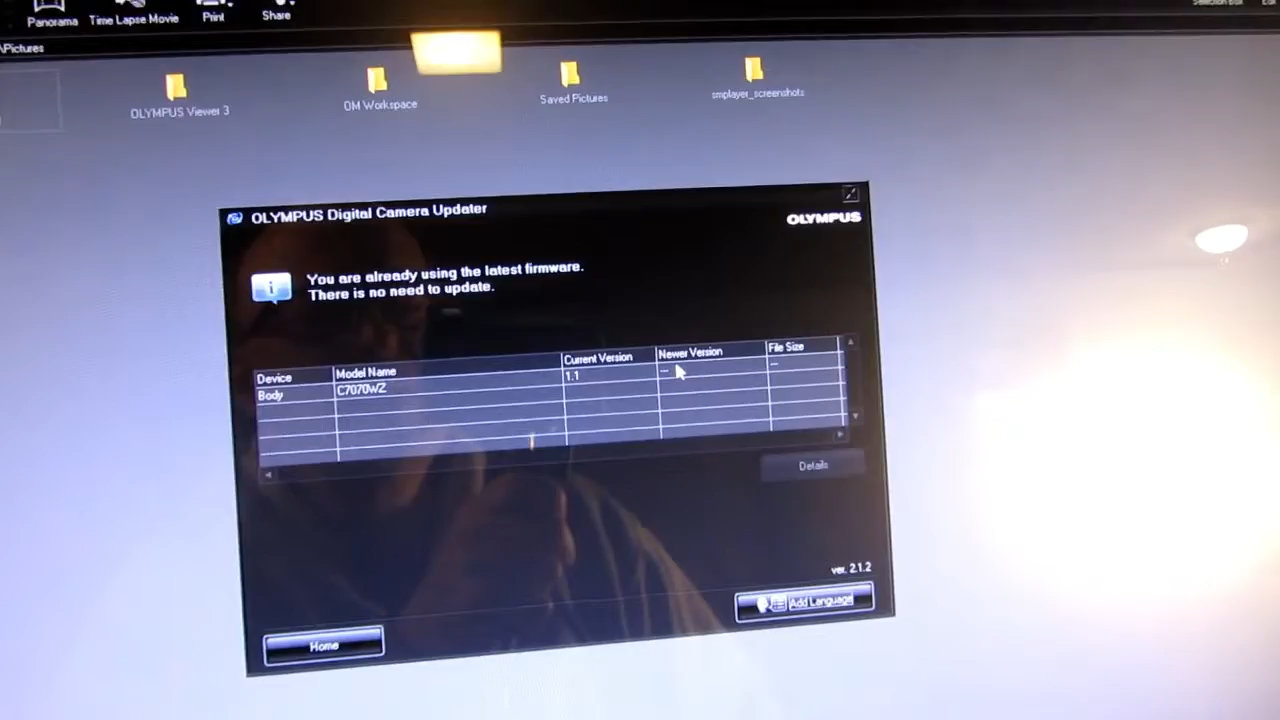 Panorama Time Lapse Movie Print Share
\Pictures
OLYMPUS Viewer 3 OM Workspace Saved Pictures smplayer_screenshots
OLYMPUS Digital Camera Updater
OLYMPUS
You are already using the latest firmware.
There is no need to update.
Device Model Name Current Version Newer Version File Size
Body C7070WZ 1.1 --- ---
Details
ver. 2.1.2
Add Language
Home